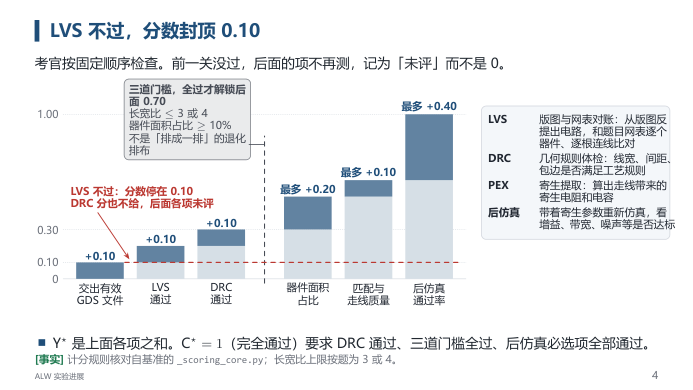 LVS 不过，分数封顶 0.10
考官按固定顺序检查。前一关没过，后面的项不再测，记为「未评」而不是 0。
三道门槛，全过才解锁后
面 0.70
长宽比 ≤ 3 或 4
器件面积占比 ≥ 10%
不是「排成一排」的退化
排布
1.00
0.30
0.10
0
LVS 不过：分数停在 0.10
DRC 分也不给，后面各项未评
+0.10
+0.10
+0.10
最多 +0.20
最多 +0.10
最多 +0.40
交出有效
GDS 文件
LVS
通过
DRC
通过
器件面积
占比
匹配与
走线质量
后仿真
通过率
LVS 版图与网表对账：从版图反
提出电路，和题目网表逐个
器件、逐根连线比对
DRC 几何规则体检：线宽、间距、
包边是否满足工艺规则
PEX 寄生提取：算出走线带来的
寄生电阻和电容
后仿真 带着寄生参数重新仿真，看
增益、带宽、噪声等是否达标
Y* 是上面各项之和。C* = 1（完全通过）要求 DRC 通过、三道门槛全过、后仿真必选项全部通过。
[事实] 计分规则核对自基准的 _scoring_core.py；长宽比上限按题为 3 或 4。
ALW 实验进展
4